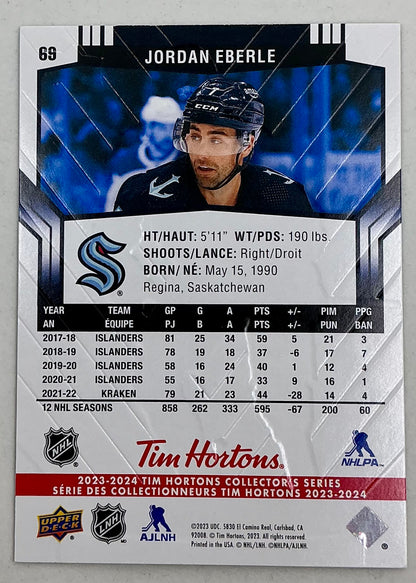 69
JORDAN EBERLE
CCM
HT/HAUT: 5'11" WT/PDS: 190 lbs.
SHOOTS/LANCE: Right/Droit
BORN/ NÉ: May 15, 1990
Regina, Saskatchewan
YEAR TEAM GP G A PTS +/- PIM PPG
AN ÉQUIPE PJ B A PTS +/- PUN BAN
2017-18 ISLANDERS 81 25 34 59 5 21 3
2018-19 ISLANDERS 78 19 18 37 -6 17 7
2019-20 ISLANDERS 58 16 24 40 1 12 4
2020-21 ISLANDERS 55 16 17 33 9 16 1
2021-22 KRAKEN 79 21 23 44 -28 14 4
12 NHL SEASONS 858 262 333 595 -67 200 60
NHL
Tim Hortons®
NHLPA
2023-2024 TIM HORTONS COLLECTOR'S SERIES
SÉRIE DES COLLECTIONNEURS TIM HORTONS 2023-2024
UPPER DECK
LNH
AJLNH
©2023 UDC. 5830 El Camino Real, Carlsbad, CA
92008. ® Tim Hortons, 2023. All rights reserved.
Printed in the USA. © NHL/LNH. ©NHLPA/AJLNH.